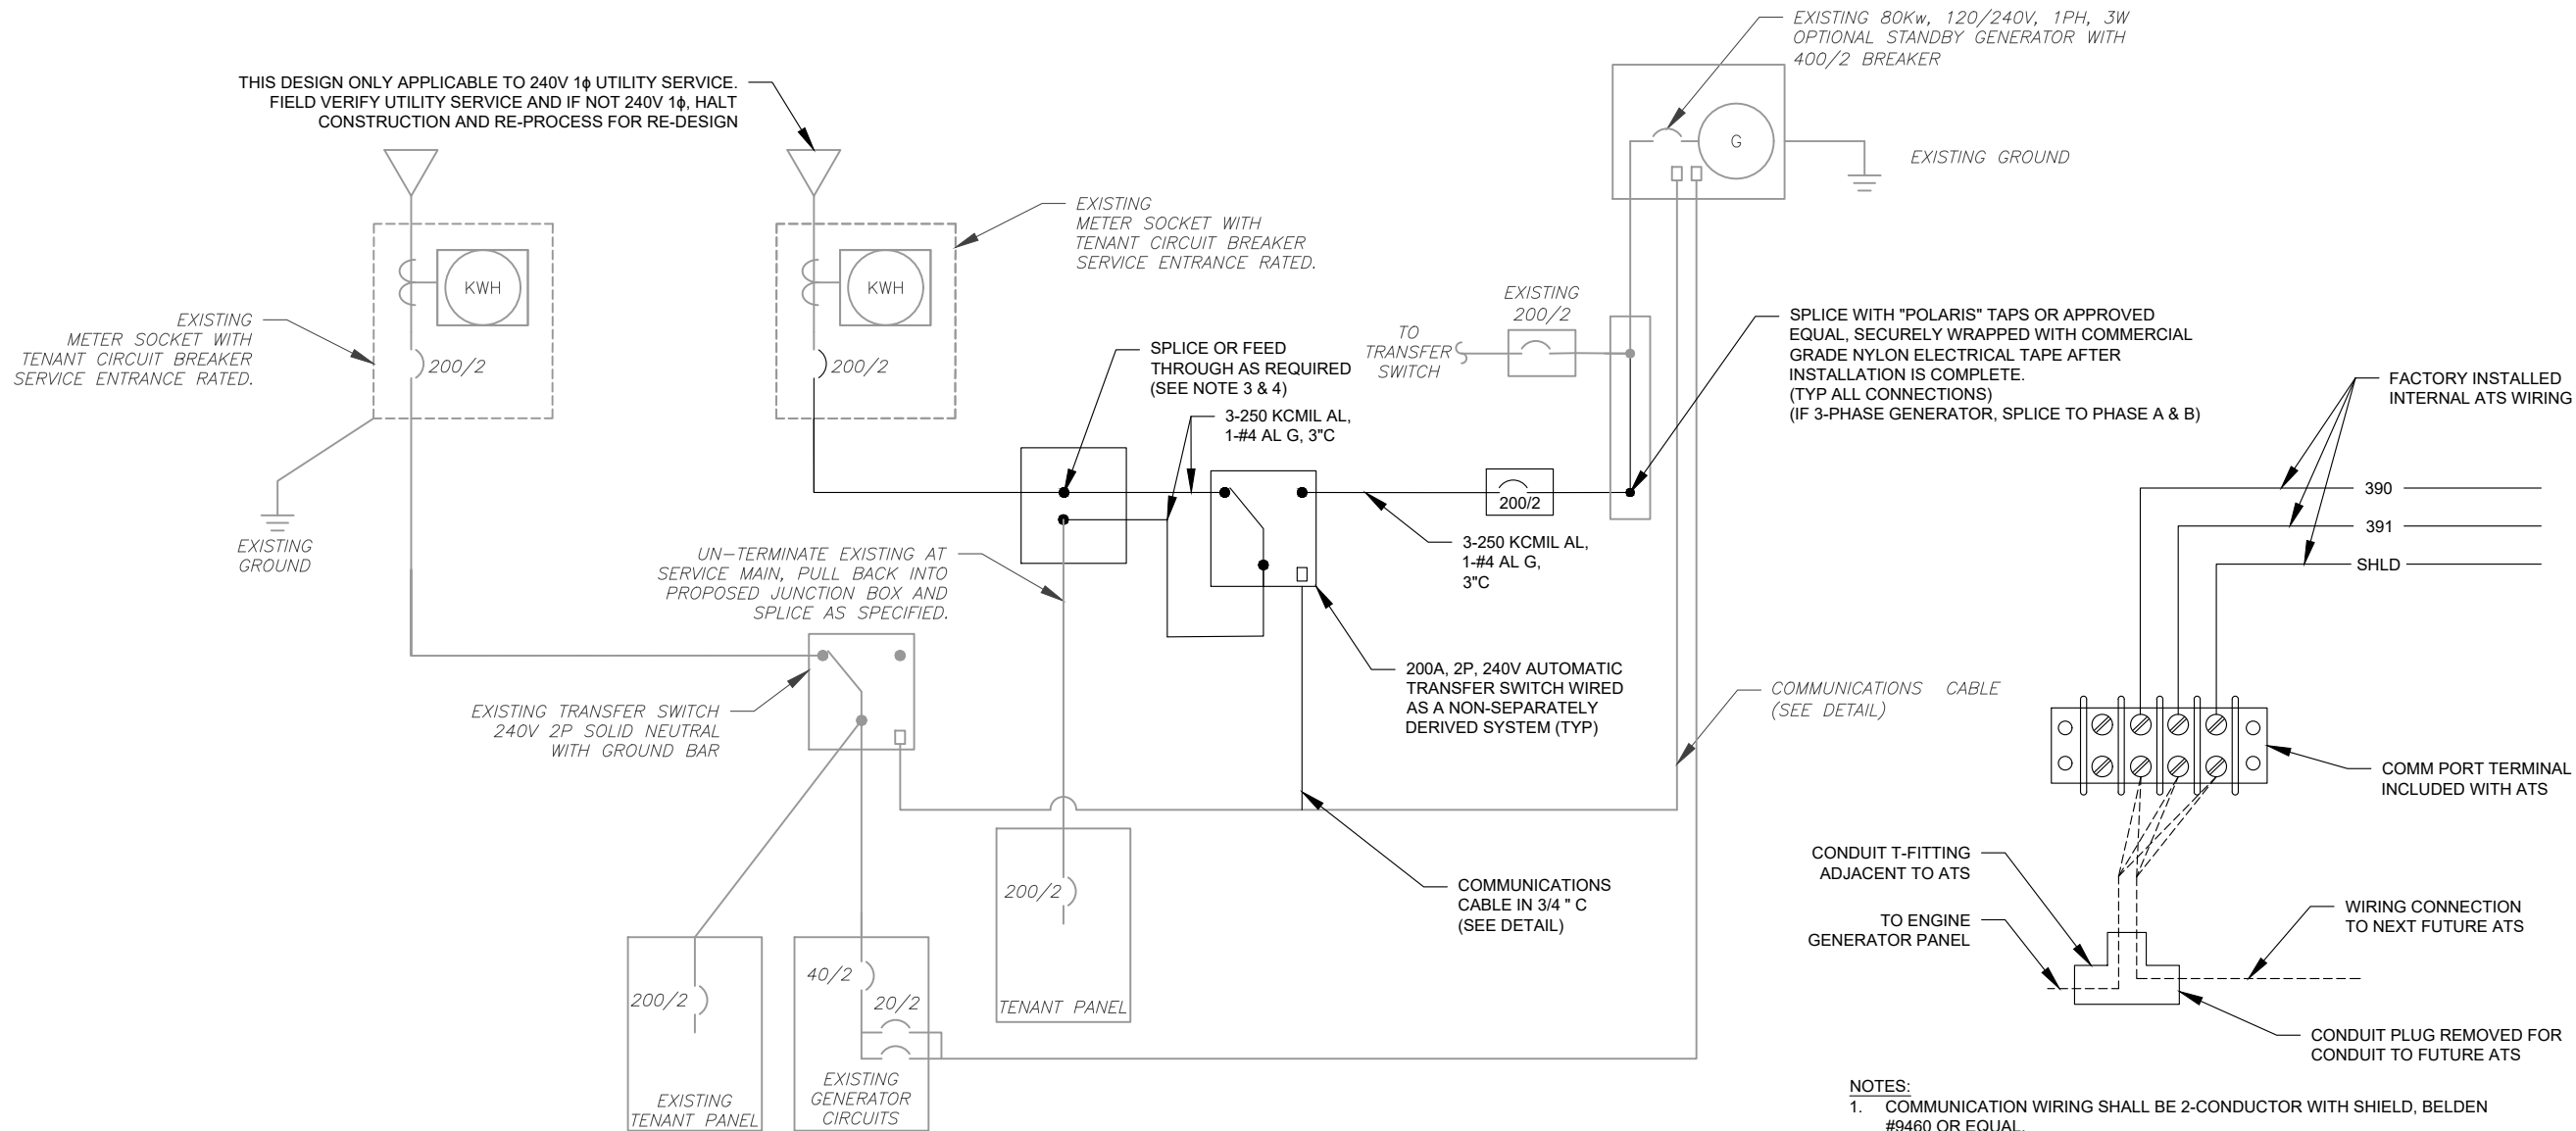 EXISTING 80Kw, 120/240V, 1PH, 3W
OPTIONAL STANDBY GENERATOR WITH
400/2 BREAKER
THIS DESIGN ONLY APPLICABLE TO 240V 1ϕ UTILITY SERVICE.
FIELD VERIFY UTILITY SERVICE AND IF NOT 240V 1ϕ, HALT
CONSTRUCTION AND RE-PROCESS FOR RE-DESIGN
G
EXISTING GROUND
EXISTING
METER SOCKET WITH
TENANT CIRCUIT BREAKER
SERVICE ENTRANCE RATED.
KWH
KWH
EXISTING
METER SOCKET WITH
TENANT CIRCUIT BREAKER
SERVICE ENTRANCE RATED.
200/2
200/2
EXISTING
200/2
TO
TRANSFER
SWITCH
SPLICE WITH "POLARIS" TAPS OR APPROVED
EQUAL, SECURELY WRAPPED WITH COMMERCIAL
GRADE NYLON ELECTRICAL TAPE AFTER
INSTALLATION IS COMPLETE.
(TYP ALL CONNECTIONS)
(IF 3-PHASE GENERATOR, SPLICE TO PHASE A & B)
SPLICE OR FEED
THROUGH AS REQUIRED
(SEE NOTE 3 & 4)
3-250 KCMIL AL,
1-#4 AL G, 3"C
FACTORY INSTALLED
INTERNAL ATS WIRING
390
391
SHLD
200/2
EXISTING
GROUND
UN-TERMINATE EXISTING AT
SERVICE MAIN, PULL BACK INTO
PROPOSED JUNCTION BOX AND
SPLICE AS SPECIFIED.
3-250 KCMIL AL,
1-#4 AL G,
3"C
200A, 2P, 240V AUTOMATIC
TRANSFER SWITCH WIRED
AS A NON-SEPARATELY
DERIVED SYSTEM (TYP)
COMMUNICATIONS CABLE
(SEE DETAIL)
EXISTING TRANSFER SWITCH
240V 2P SOLID NEUTRAL
WITH GROUND BAR
COMM PORT TERMINAL
INCLUDED WITH ATS
CONDUIT T-FITTING
ADJACENT TO ATS
COMMUNICATIONS
CABLE IN 3/4 " C
(SEE DETAIL)
TO ENGINE
GENERATOR PANEL
WIRING CONNECTION
TO NEXT FUTURE ATS
200/2
TENANT PANEL
200/2
40/2
20/2
EXISTING
TENANT PANEL
EXISTING
GENERATOR
CIRCUITS
CONDUIT PLUG REMOVED FOR
CONDUIT TO FUTURE ATS
NOTES:
1. COMMUNICATION WIRING SHALL BE 2-CONDUCTOR WITH SHIELD, BELDEN
#9460 OR EQUAL.